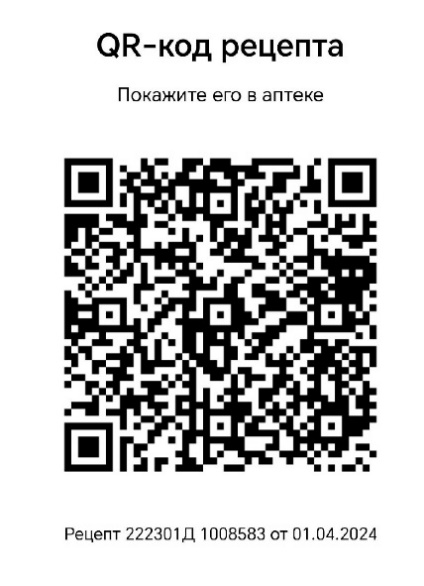 QR-код рецепта
Покажите его в аптеке
Рецепт 222301Д 1008583 от 01.04.2024